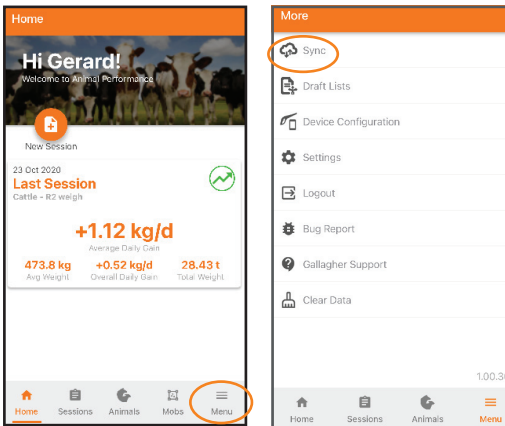 Home
Hi Gerard!
Welcome to Animal Performance
New Session
23 Oct 2020
Last Session
Cattle - R2 weigh
+1.12 kg/d
Average Daily Gain
473.8 kg +0.52 kg/d 28.43 t
Avg Weight Overall Daily Gain Total Weight
Home Sessions Animals Mobs Menu
More
Sync
Draft Lists
Device Configuration
Settings
Logout
Bug Report
Gallagher Support
Clear Data
Home Sessions Animals Menu